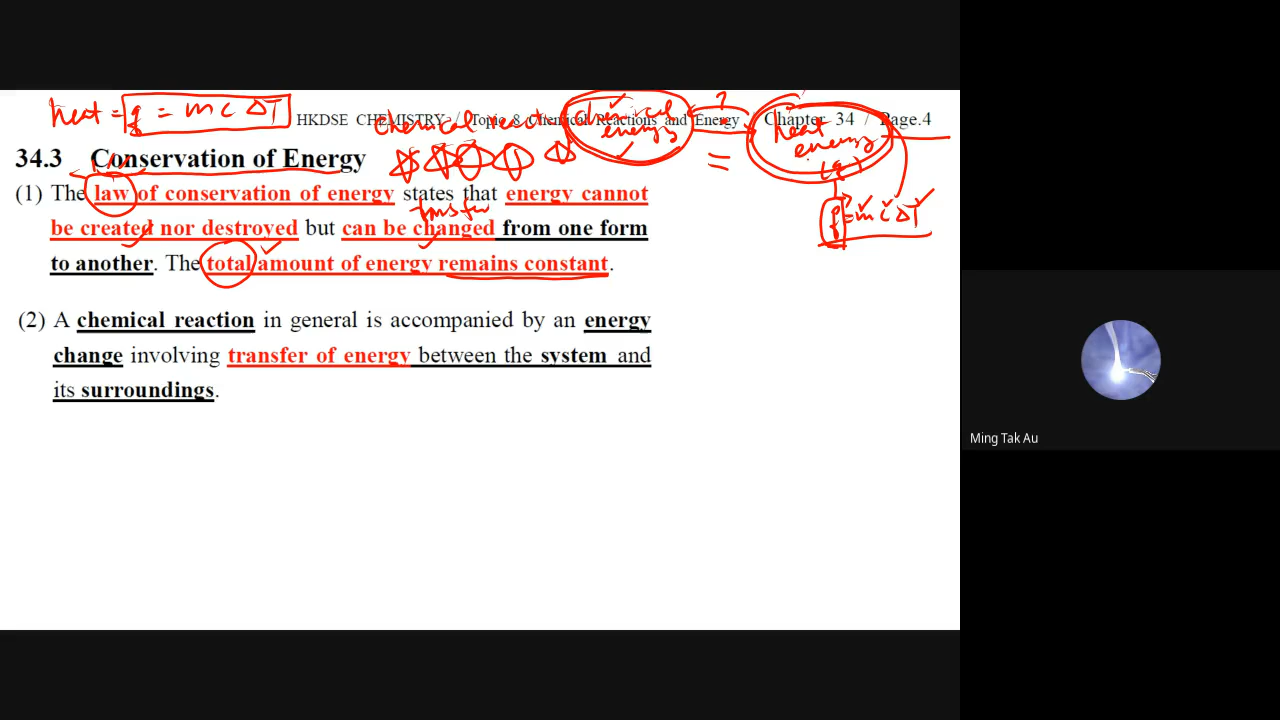 heat = q = mcΔT
HKDSE CHEMISTRY / Topic 8 Chemical Reactions and Energy Chapter 34 / Page.4
chemical react chemical energy ? = heat energy (q)
q = mcΔT
34.3 Conservation of Energy
(1) The law of conservation of energy states that energy cannot
transfer
be created nor destroyed but can be changed from one form
to another. The total amount of energy remains constant.
(2) A chemical reaction in general is accompanied by an energy
change involving transfer of energy between the system and
its surroundings.
Ming Tak Au